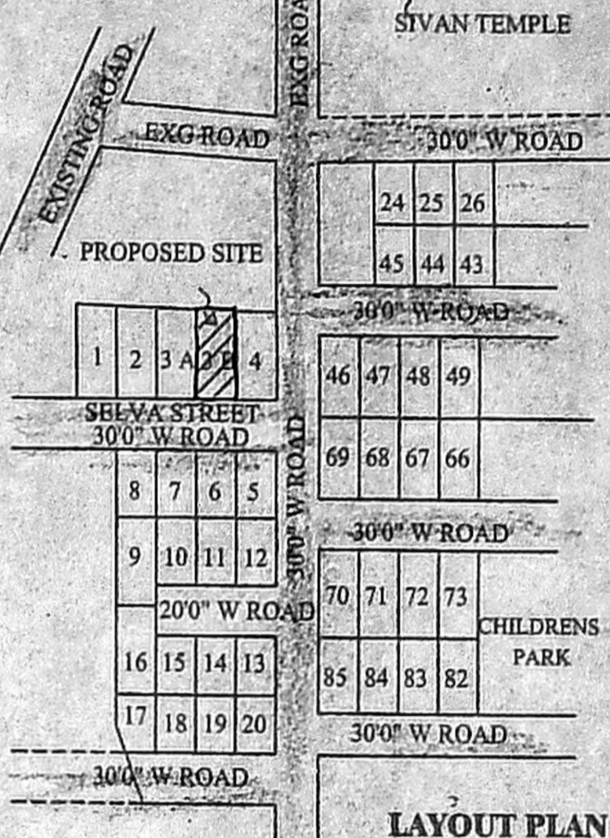 SIVAN TEMPLE
EXG ROA
EXISTING ROAD
EXG ROAD
30'0" W ROAD
24 25 26
PROPOSED SITE
45 44 43
30'0" W ROAD
1 2 3 A 3 B 4
46 47 48 49
SELVA STREET
30'0" W ROAD
30'0" W ROAD
69 68 67 66
8 7 6 5
30'0" W ROAD
9 10 11 12
70 71 72 73
20'0" W ROAD
CHILDRENS
PARK
16 15 14 13
85 84 83 82
17 18 19 20
30'0" W ROAD
30'0" W ROAD
LAYOUT PLAN